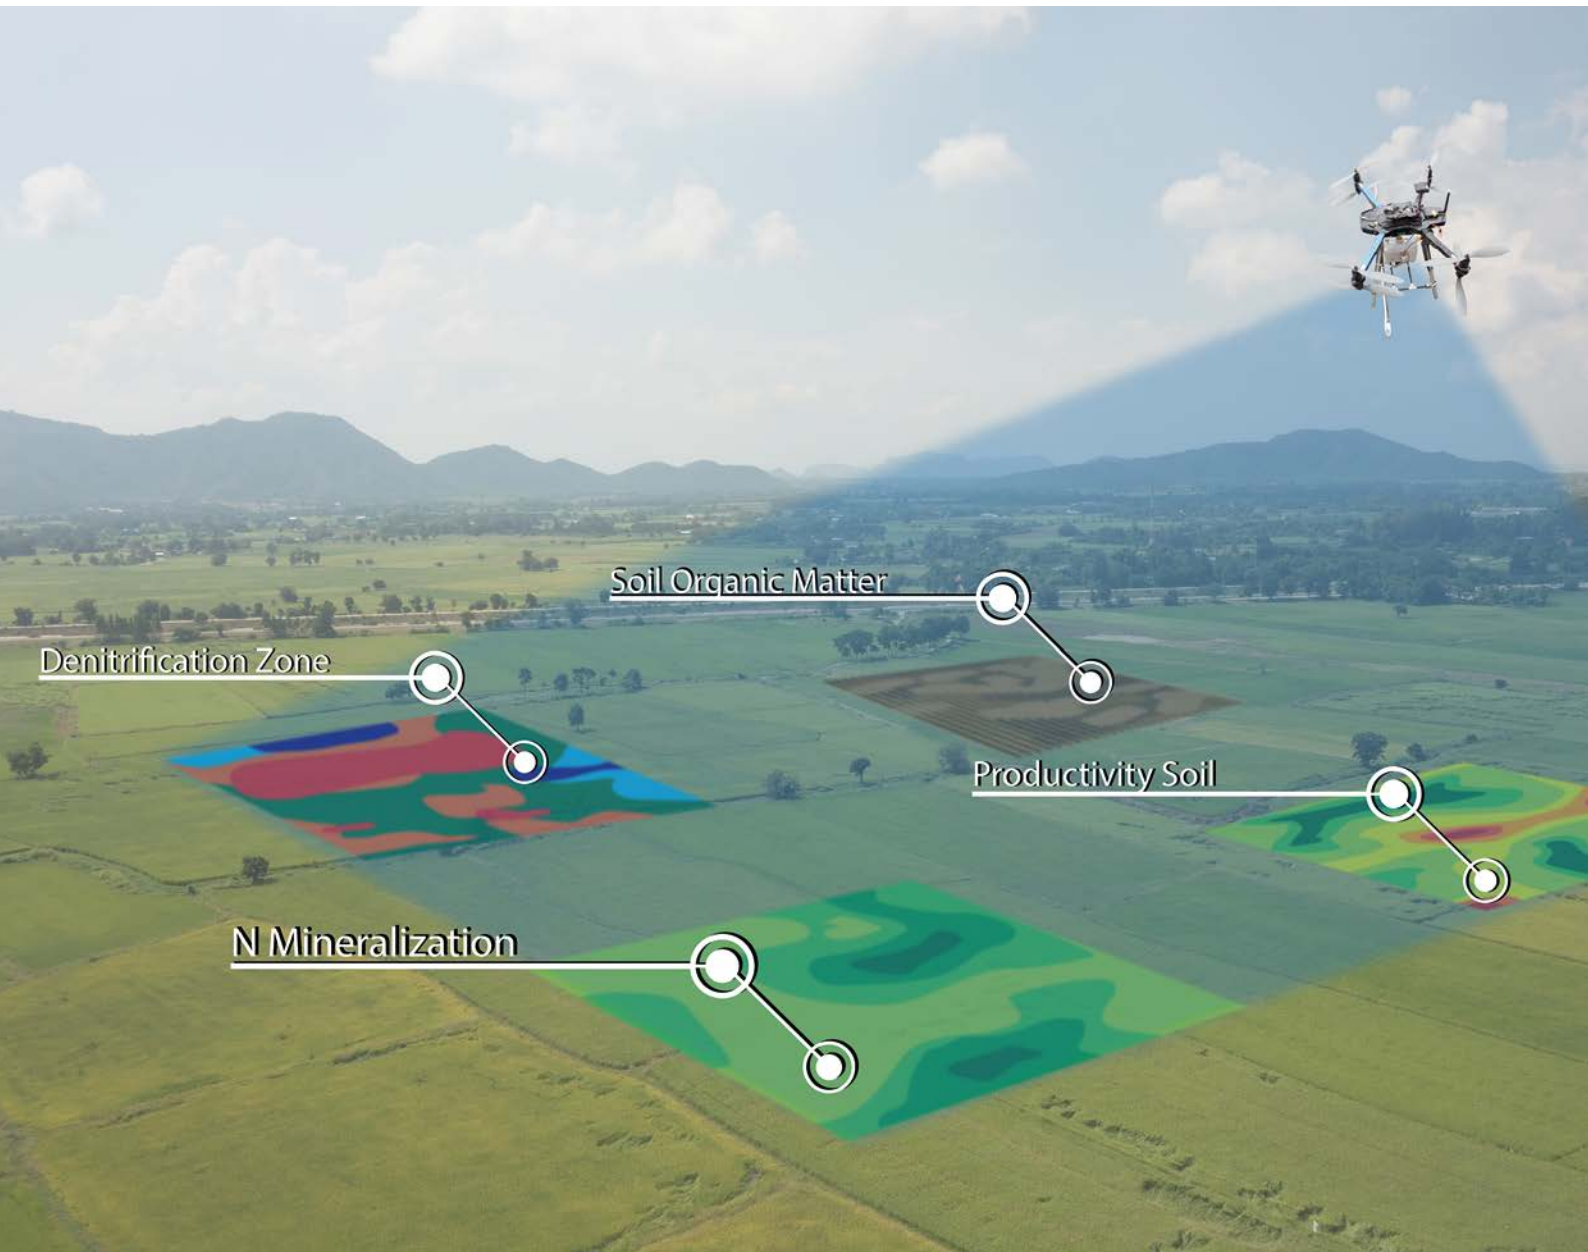 Soil Organic Matter
Denitrification Zone
Productivity Soil
N Mineralization